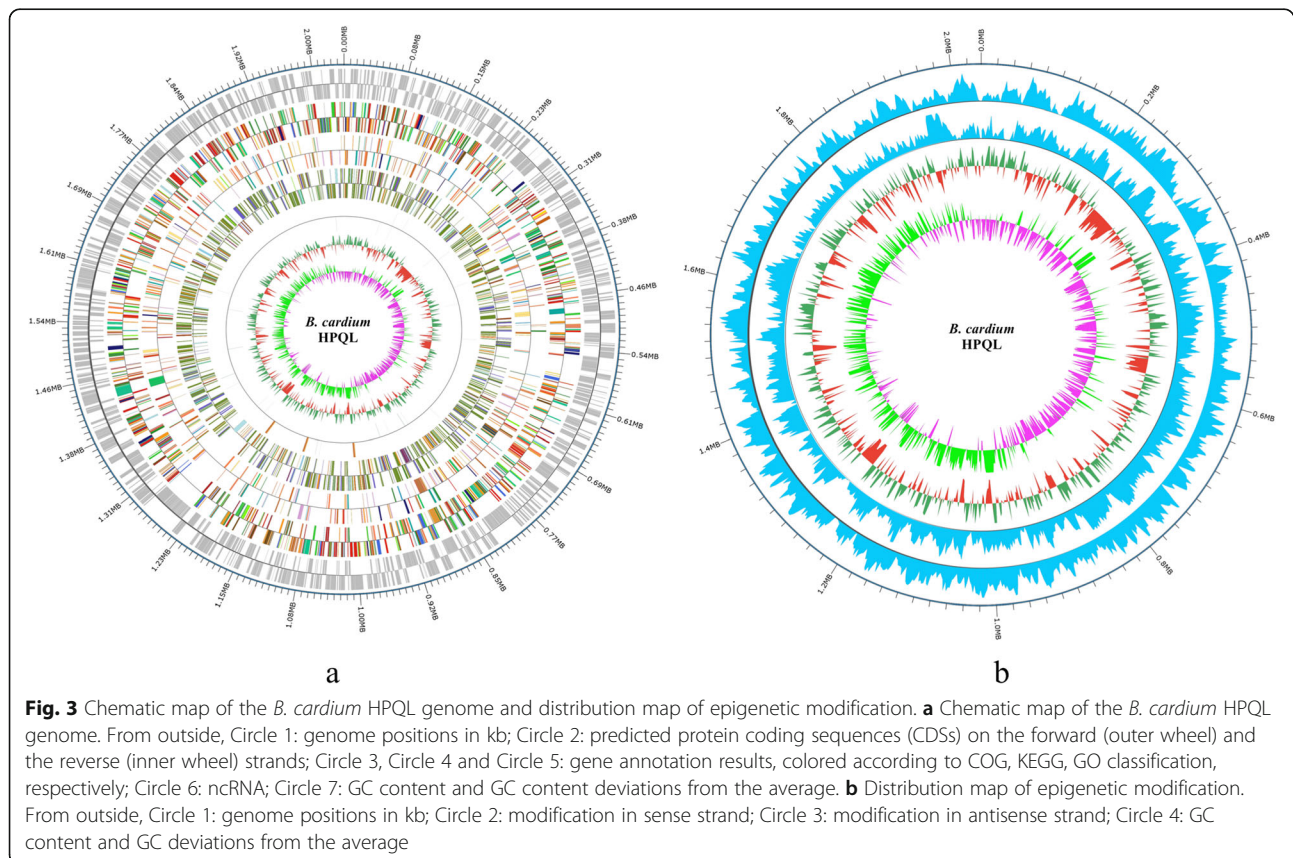 0.00MB
0.08MB
0.15MB
0.23MB
0.31MB
0.38MB
0.46MB
0.54MB
0.61MB
0.69MB
0.77MB
0.85MB
0.92MB
1.00MB
1.08MB
1.15MB
1.23MB
1.31MB
1.38MB
1.46MB
1.54MB
1.61MB
1.69MB
1.77MB
1.84MB
1.92MB
2.00MB
B. cardium
HPQL
a
0.0MB
0.2MB
0.4MB
0.6MB
0.8MB
1.0MB
1.2MB
1.4MB
1.6MB
1.8MB
2.0MB
B. cardium
HPQL
b
Fig. 3 Chematic map of the B. cardium HPQL genome and distribution map of epigenetic modification. a Chematic map of the B. cardium HPQL
genome. From outside, Circle 1: genome positions in kb; Circle 2: predicted protein coding sequences (CDSs) on the forward (outer wheel) and
the reverse (inner wheel) strands; Circle 3, Circle 4 and Circle 5: gene annotation results, colored according to COG, KEGG, GO classification,
respectively; Circle 6: ncRNA; Circle 7: GC content and GC content deviations from the average. b Distribution map of epigenetic modification.
From outside, Circle 1: genome positions in kb; Circle 2: modification in sense strand; Circle 3: modification in antisense strand; Circle 4: GC
content and GC deviations from the average